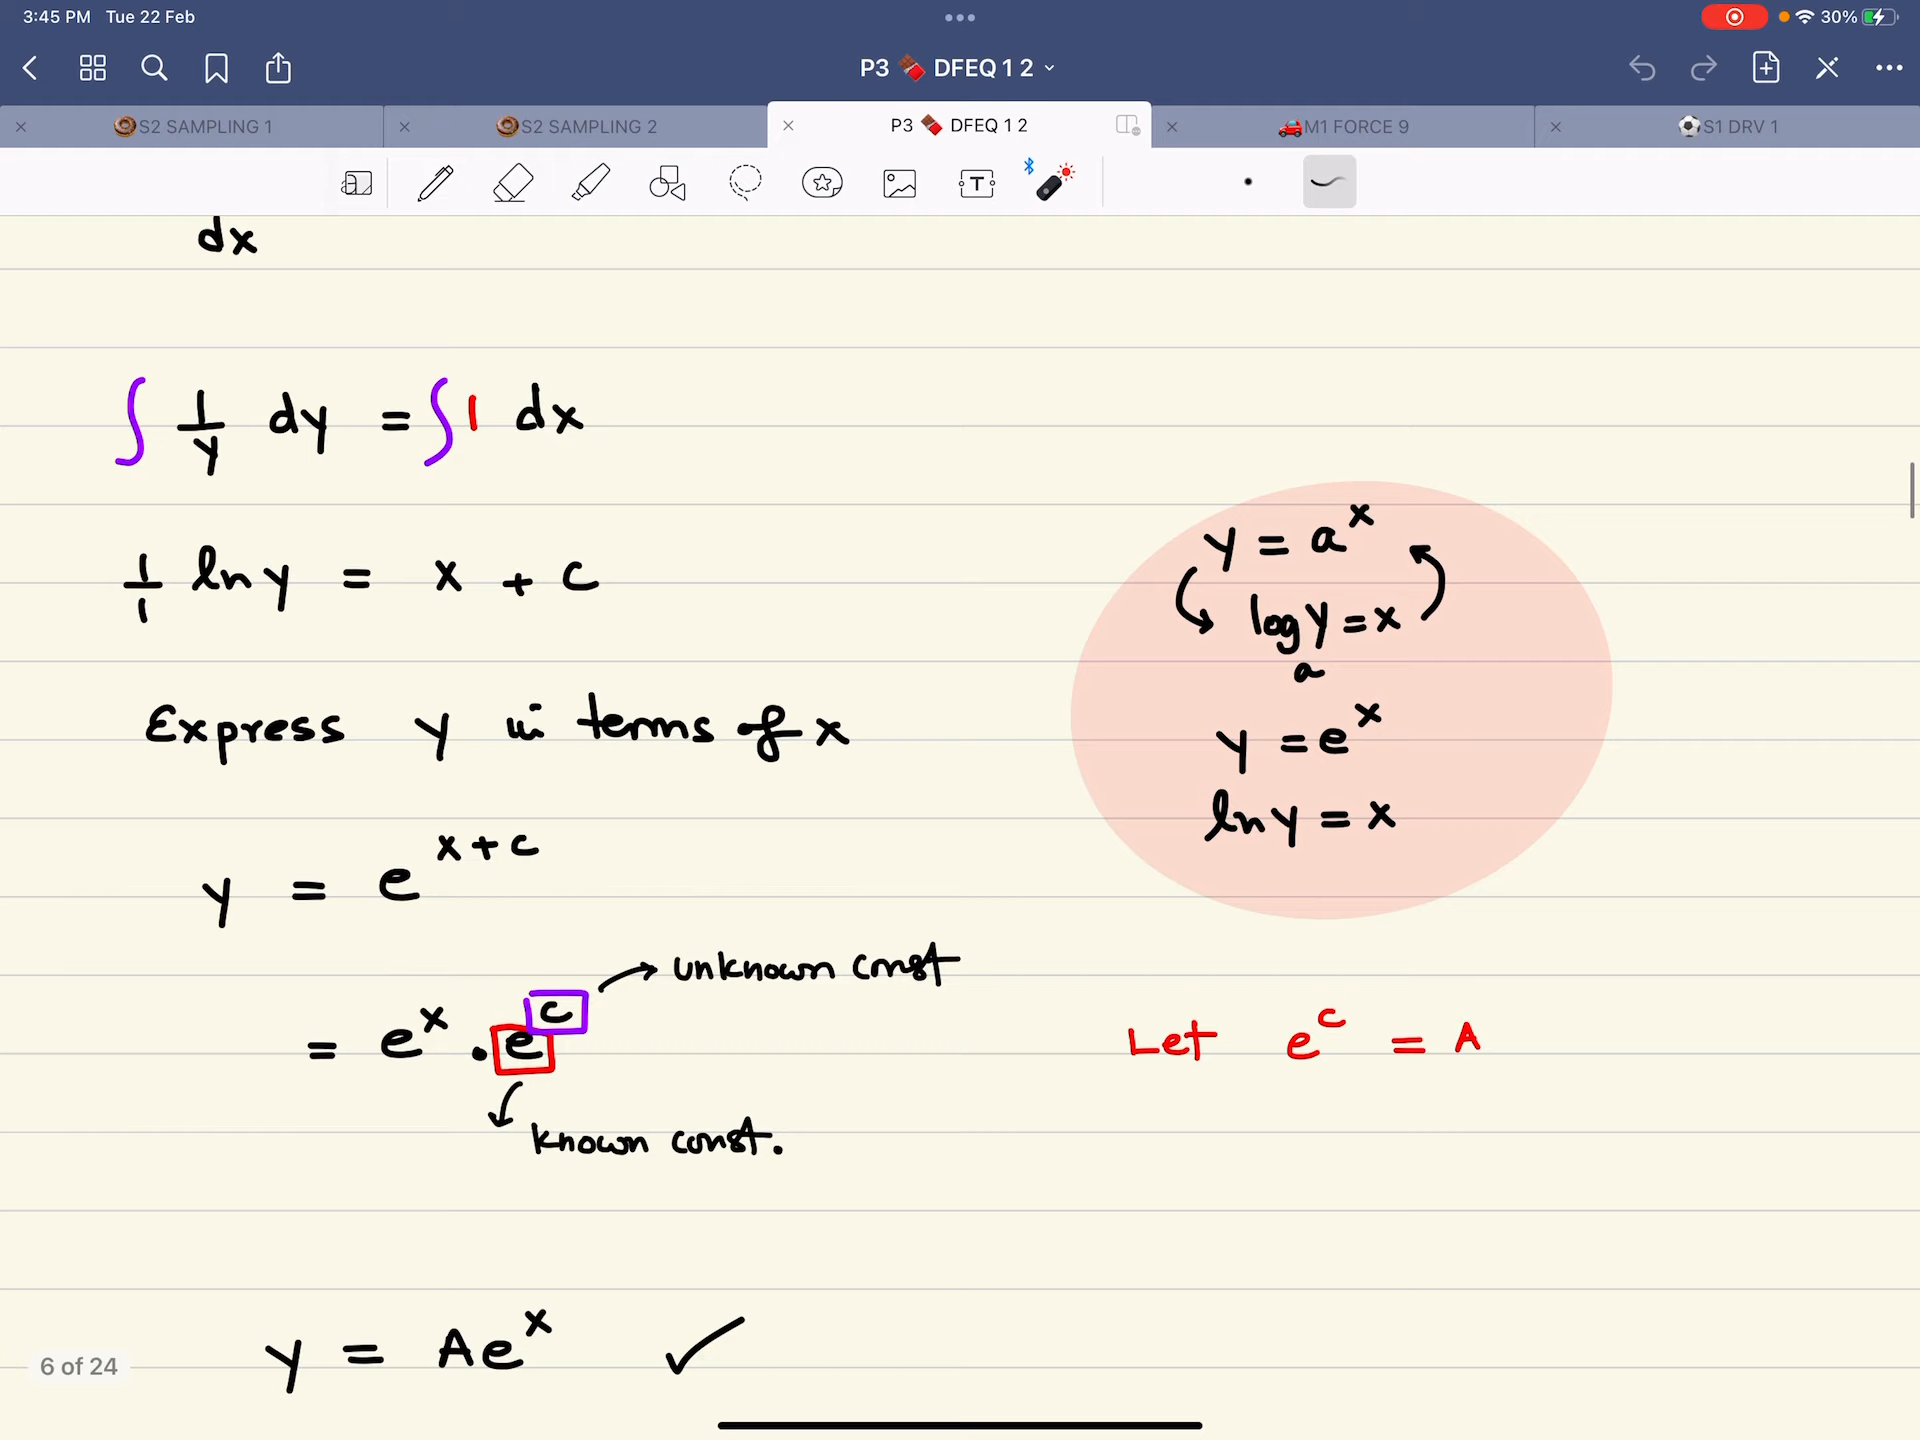 3:45 PM Tue 22 Feb
30%
P3 🍫 DFEQ 1 2
🍩S2 SAMPLING 1
🍩S2 SAMPLING 2
P3 🍫 DFEQ 1 2
🚗M1 FORCE 9
⚽S1 DRV 1
dx
∫ 1/y dy = ∫ 1 dx
1/1 ln y = x + c
Express y in terms of x
y = e^(x+c)
= e^x . e^c
→ unknown const
known const.
y = Ae^x ✓
y = a^x
log_a y = x
y = e^x
ln y = x
Let e^c = A
6 of 24